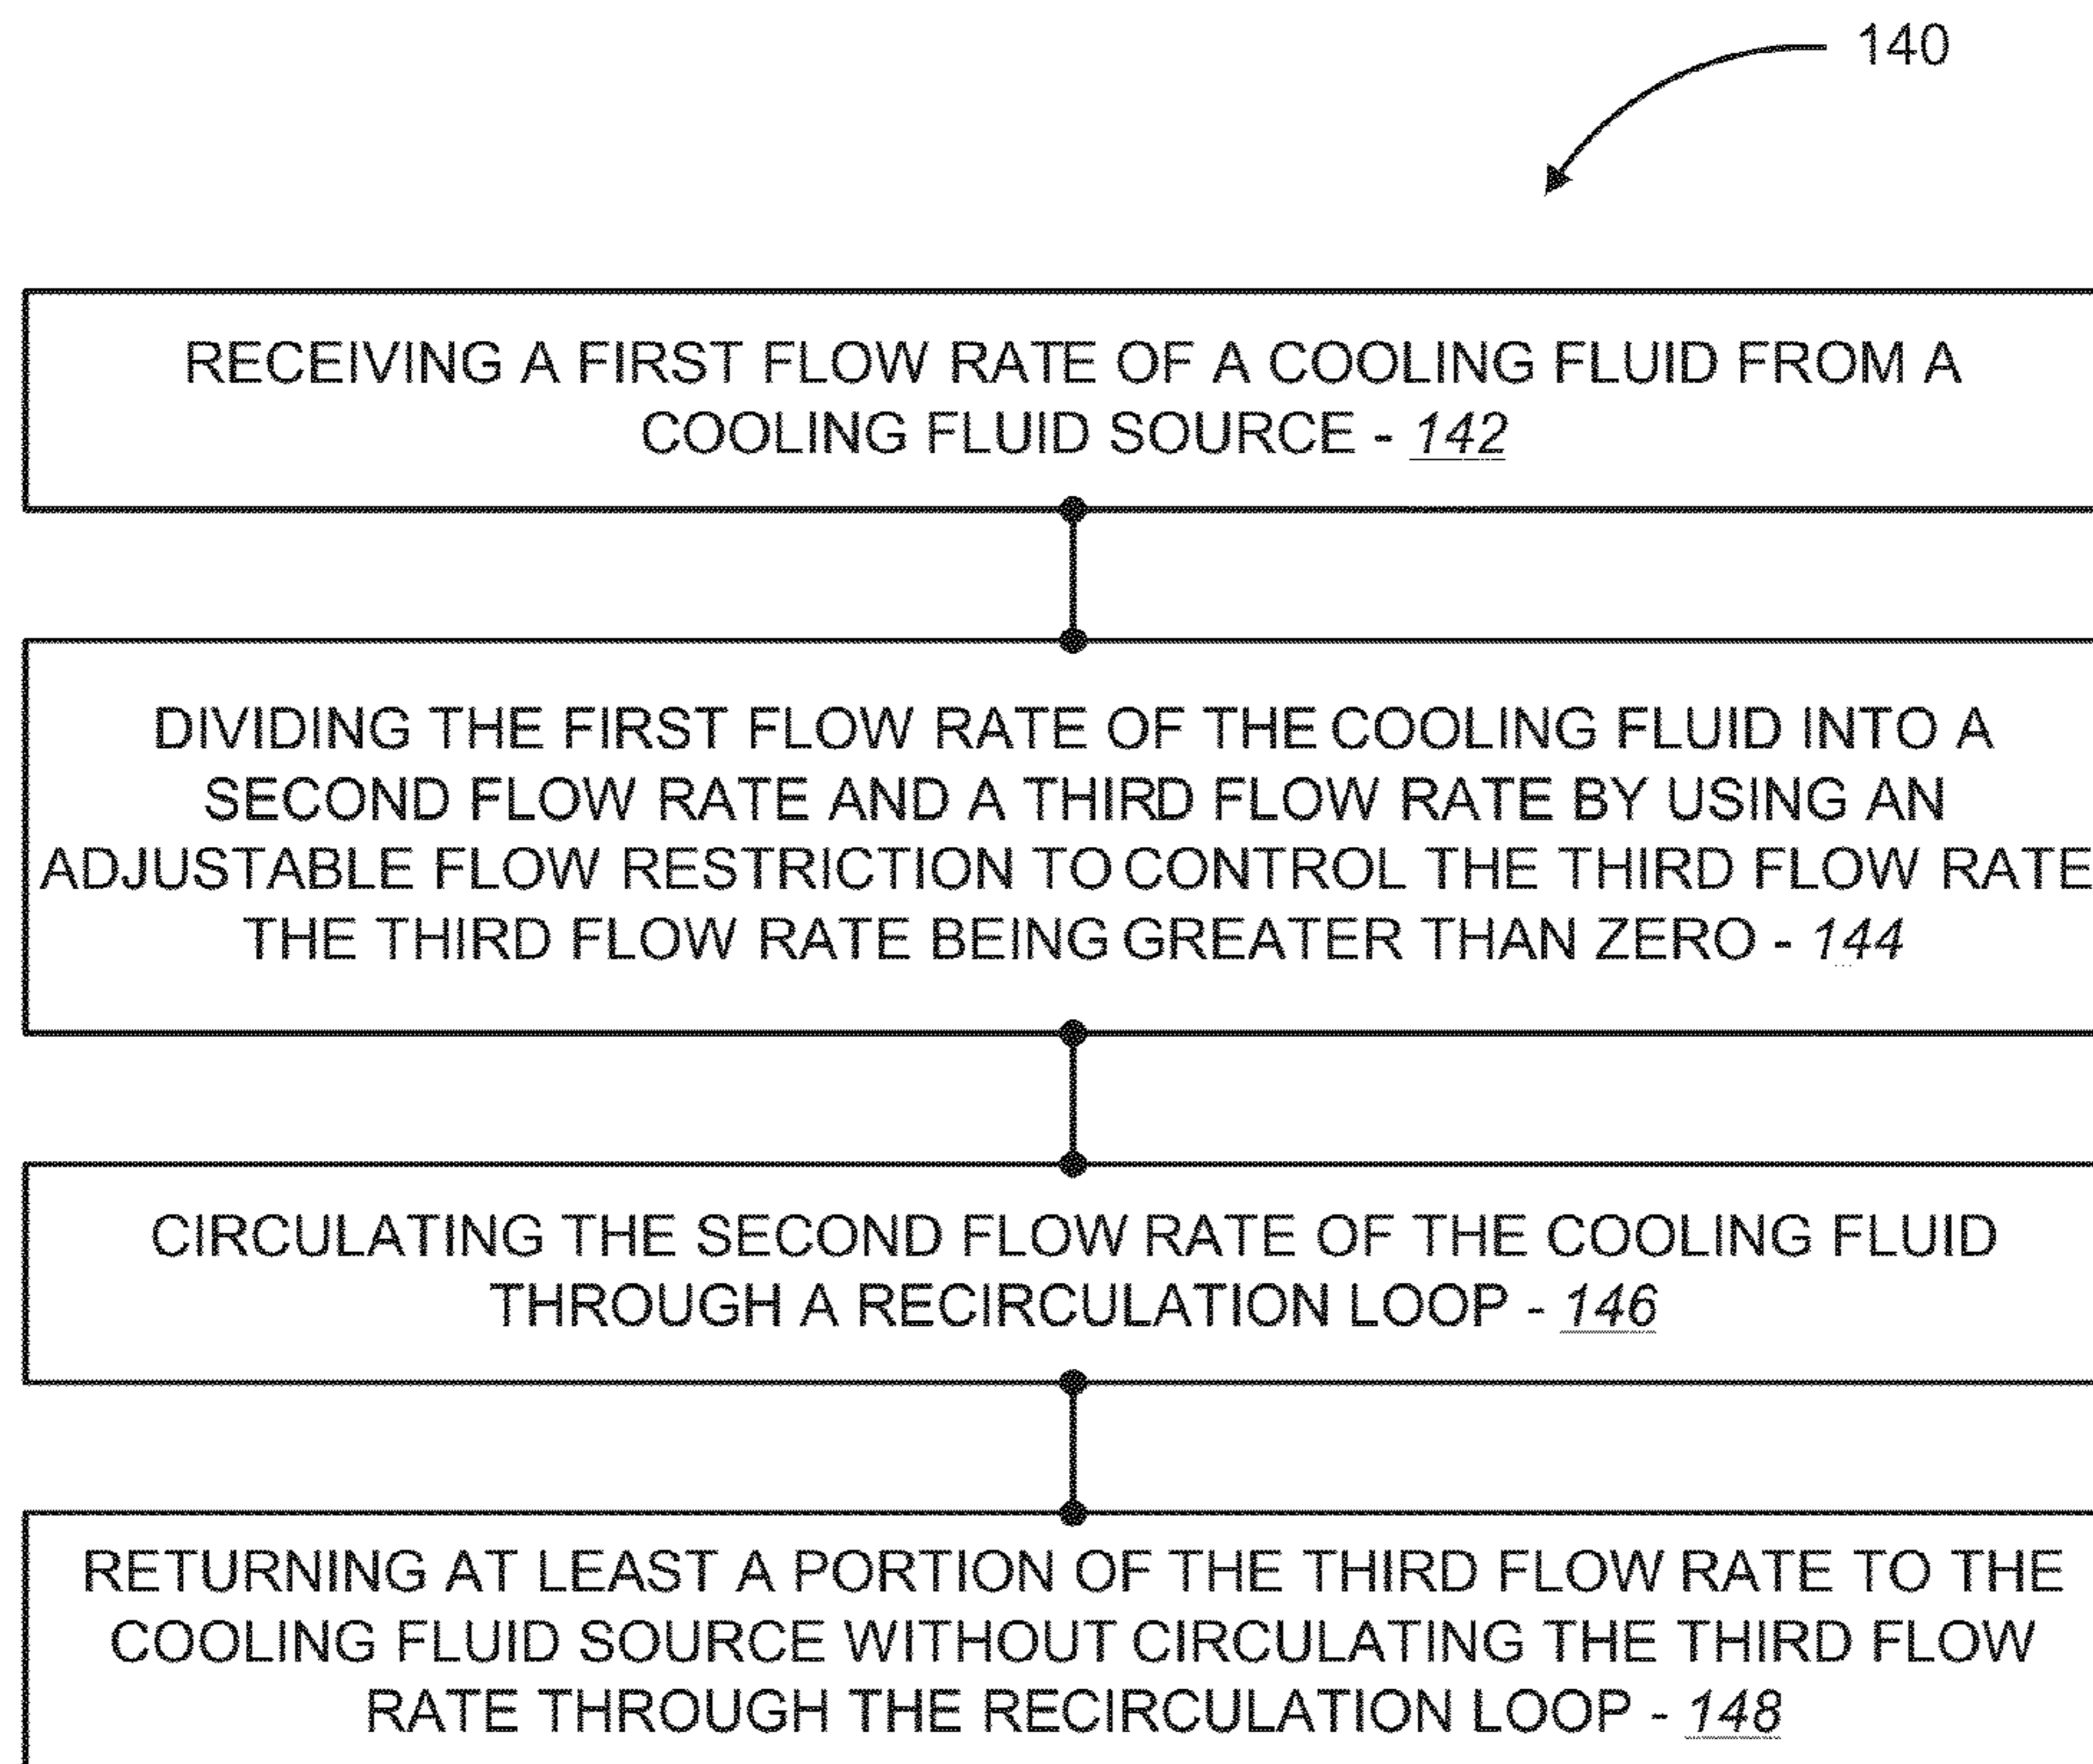 140
RECEIVING A FIRST FLOW RATE OF A COOLING FLUID FROM A
COOLING FLUID SOURCE - 142
DIVIDING THE FIRST FLOW RATE OF THE COOLING FLUID INTO A
SECOND FLOW RATE AND A THIRD FLOW RATE BY USING AN
ADJUSTABLE FLOW RESTRICTION TO CONTROL THE THIRD FLOW RATE
THE THIRD FLOW RATE BEING GREATER THAN ZERO - 144
CIRCULATING THE SECOND FLOW RATE OF THE COOLING FLUID
THROUGH A RECIRCULATION LOOP - 146
RETURNING AT LEAST A PORTION OF THE THIRD FLOW RATE TO THE
COOLING FLUID SOURCE WITHOUT CIRCULATING THE THIRD FLOW
RATE THROUGH THE RECIRCULATION LOOP - 148